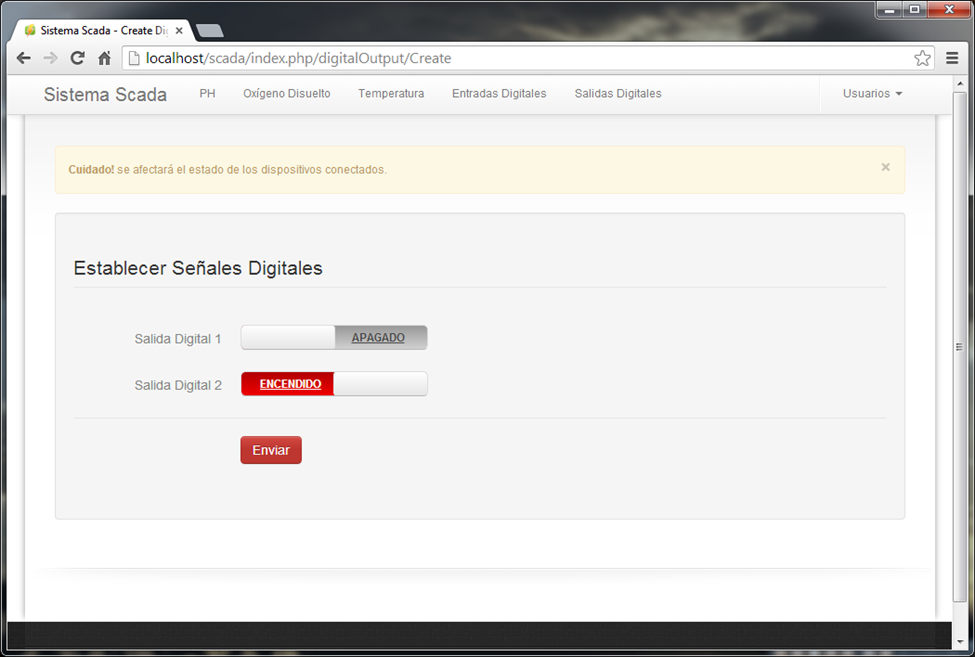 Sistema Scada - Create Di
localhost/scada/index.php/digitalOutput/Create
Sistema Scada PH Oxígeno Disuelto Temperatura Entradas Digitales Salidas Digitales Usuarios
Cuidado! se afectará el estado de los dispositivos conectados. ×
Establecer Señales Digitales
Salida Digital 1 APAGADO
Salida Digital 2 ENCENDIDO
Enviar